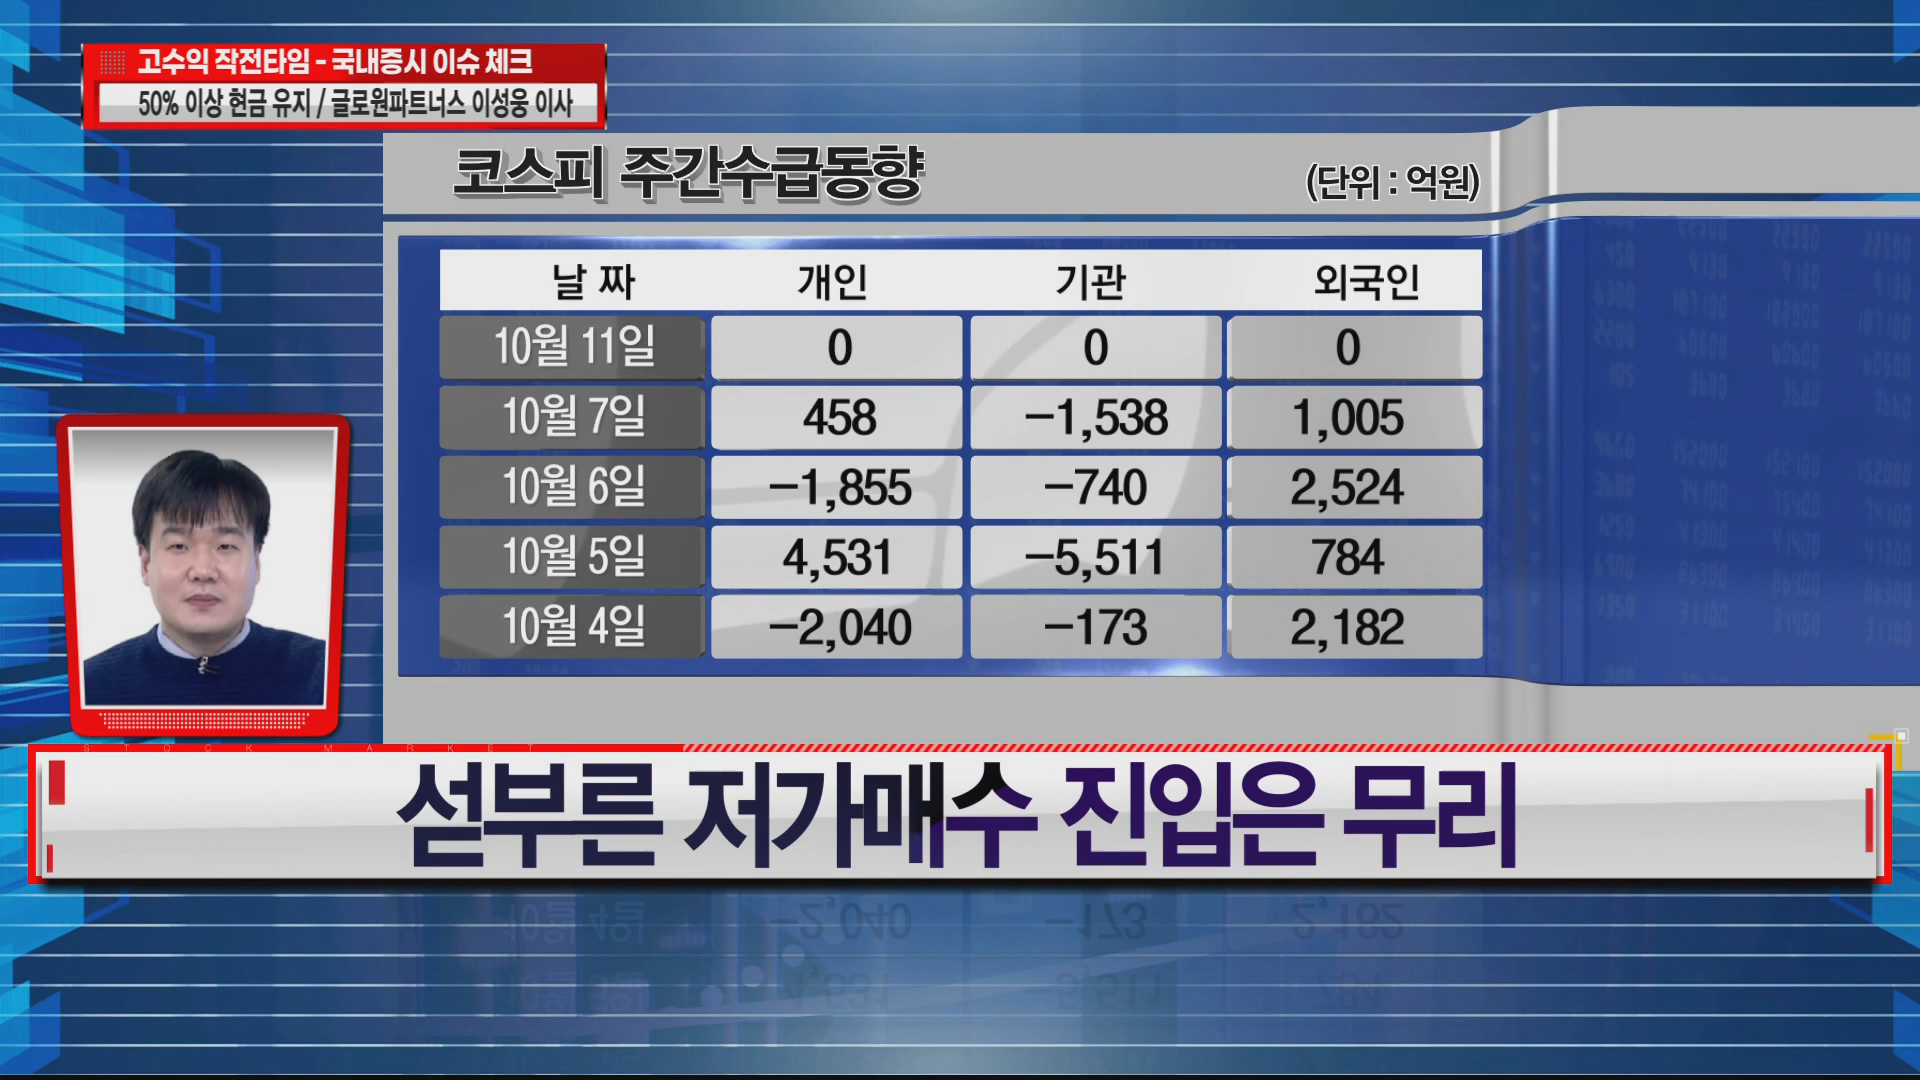 고수익 작전타임 - 국내증시 이슈 체크
50% 이상 현금 유지 / 글로원파트너스 이성웅 이사
코스피 주간수급동향 (단위 : 억원)
날 짜 개인 기관 외국인
10월 11일 0 0 0
10월 7일 458 -1,538 1,005
10월 6일 -1,855 -740 2,524
10월 5일 4,531 -5,511 784
10월 4일 -2,040 -173 2,182
STOCK MARKET
섣부른 저가매수 진입은 무리